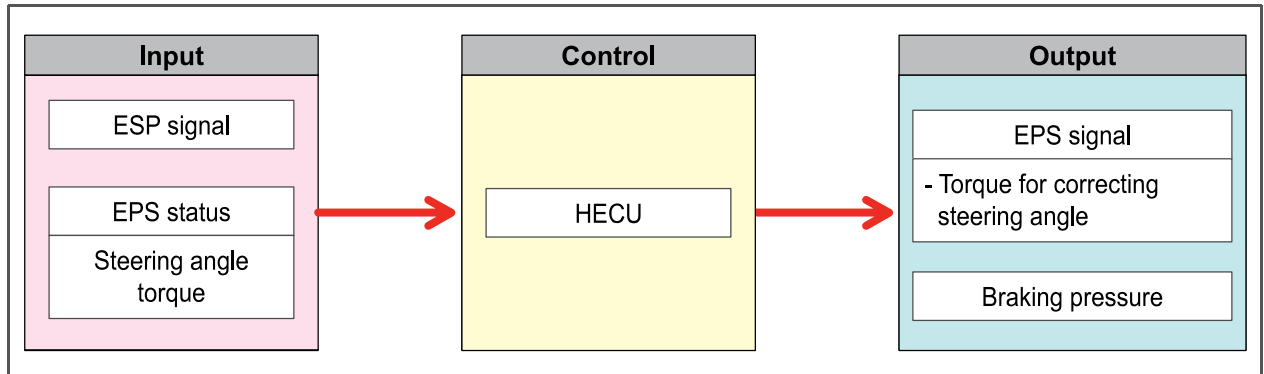 Input
ESP signal
EPS status
Steering angle
torque
Control
HECU
Output
EPS signal
- Torque for correcting
steering angle
Braking pressure